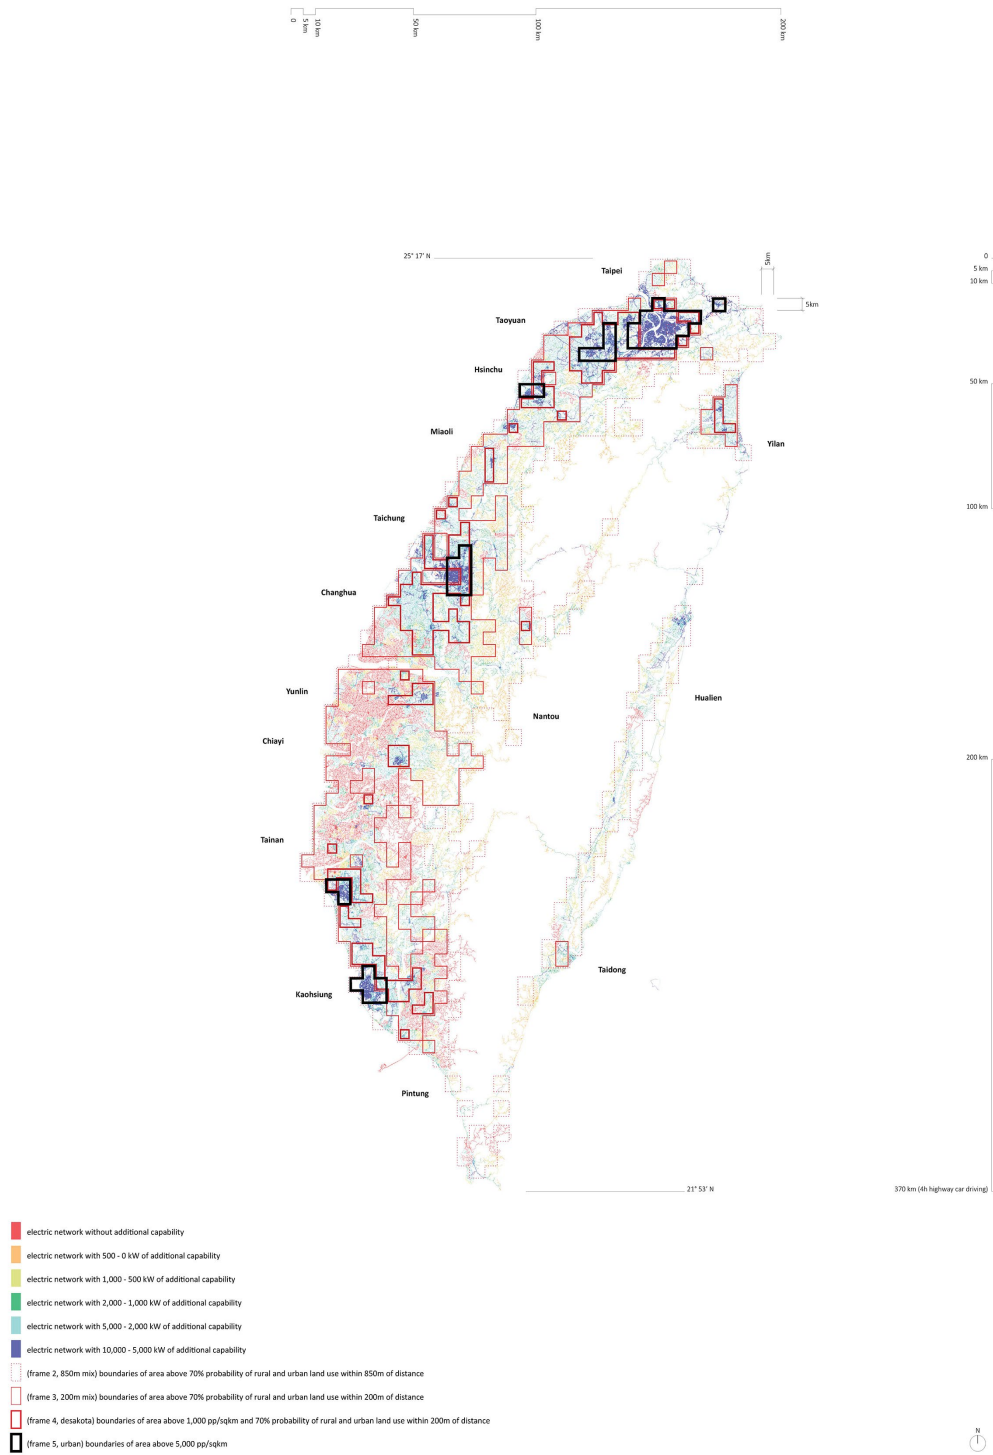 0
5 km
10 km
50 km
100 km
200 km
25° 17' N
5km
0
5 km
10 km
Taipei
5km
Taoyuan
Hsinchu
50 km
Miaoli
Yilan
100 km
Taichung
Changhua
Yunlin
Hualien
Nantou
Chiayi
200 km
Tainan
Taidong
Kaohsiung
Pintung
21° 53' N
370 km (4h highway car driving)
electric network without additional capability
electric network with 500 - 0 kW of additional capability
electric network with 1,000 - 500 kW of additional capability
electric network with 2,000 - 1,000 kW of additional capability
electric network with 5,000 - 2,000 kW of additional capability
electric network with 10,000 - 5,000 kW of additional capability
(frame 2, 850m mix) boundaries of area above 70% probability of rural and urban land use within 850m of distance
(frame 3, 200m mix) boundaries of area above 70% probability of rural and urban land use within 200m of distance
(frame 4, desakota) boundaries of area above 1,000 pp/sqkm and 70% probability of rural and urban land use within 200m of distance
(frame 5, urban) boundaries of area above 5,000 pp/sqkm
N